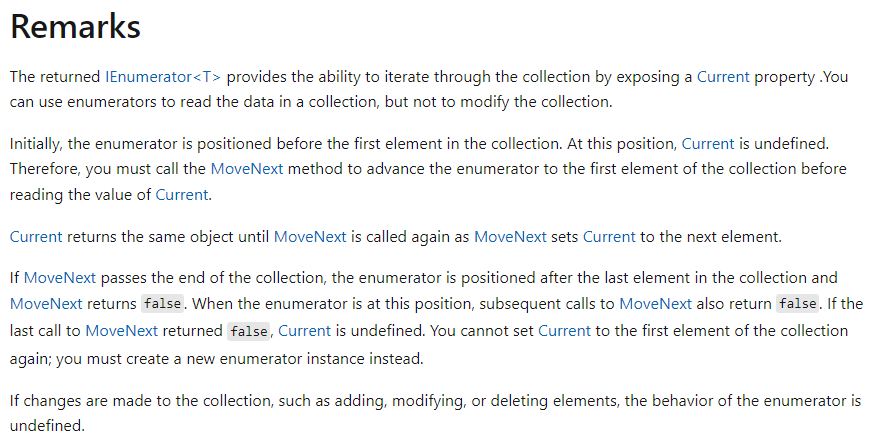 Remarks
The returned IEnumerator<T> provides the ability to iterate through the collection by exposing a Current property .You
can use enumerators to read the data in a collection, but not to modify the collection.
Initially, the enumerator is positioned before the first element in the collection. At this position, Current is undefined.
Therefore, you must call the MoveNext method to advance the enumerator to the first element of the collection before
reading the value of Current.
Current returns the same object until MoveNext is called again as MoveNext sets Current to the next element.
If MoveNext passes the end of the collection, the enumerator is positioned after the last element in the collection and
MoveNext returns false. When the enumerator is at this position, subsequent calls to MoveNext also return false. If the
last call to MoveNext returned false, Current is undefined. You cannot set Current to the first element of the collection
again; you must create a new enumerator instance instead.
If changes are made to the collection, such as adding, modifying, or deleting elements, the behavior of the enumerator is
undefined.